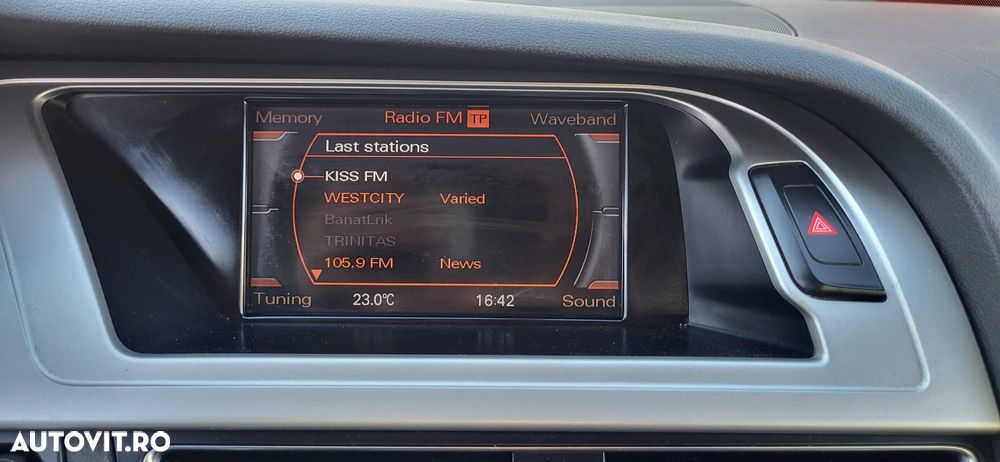 Memory Radio FM TP Waveband
Last stations
KISS FM
WESTCITY Varied
BanatLnk
TRINITAS
105,9 FM News
Tuning 23.0°C 16:42 Sound
AUTOVIT.RO